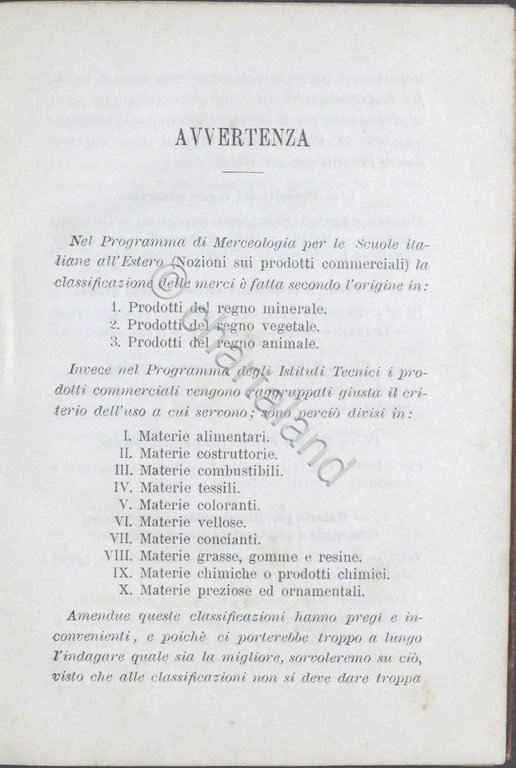 AVVERTENZA
Nel Programma di Merceologia per le Scuole ita-
liane all'Estero (Nozioni sui prodotti commerciali) la
classificazione delle merci è fatta secondo l'origine in:
1. Prodotti del regno minerale.
2. Prodotti del regno vegetale.
3. Prodotti del regno animale.
Invece nel Programma degli Istituti Tecnici i pro-
dotti commerciali vengono raggruppati giusta il cri-
terio dell'uso a cui servono; sono perciò divisi in:
I. Materie alimentari.
II. Materie costruttorie.
III. Materie combustibili.
IV. Materie tessili.
V. Materie coloranti.
VI. Materie vellose.
VII. Materie concianti.
VIII. Materie grasse, gomme e resine.
IX. Materie chimiche o prodotti chimici.
X. Materie preziose ed ornamentali.
Amendue queste classificazioni hanno pregi e in-
convenienti, e poichè ci porterebbe troppo a lungo
l'indagare quale sia la migliore, sorvoleremo su ciò,
visto che alle classificazioni non si deve dare troppa
© chartaland